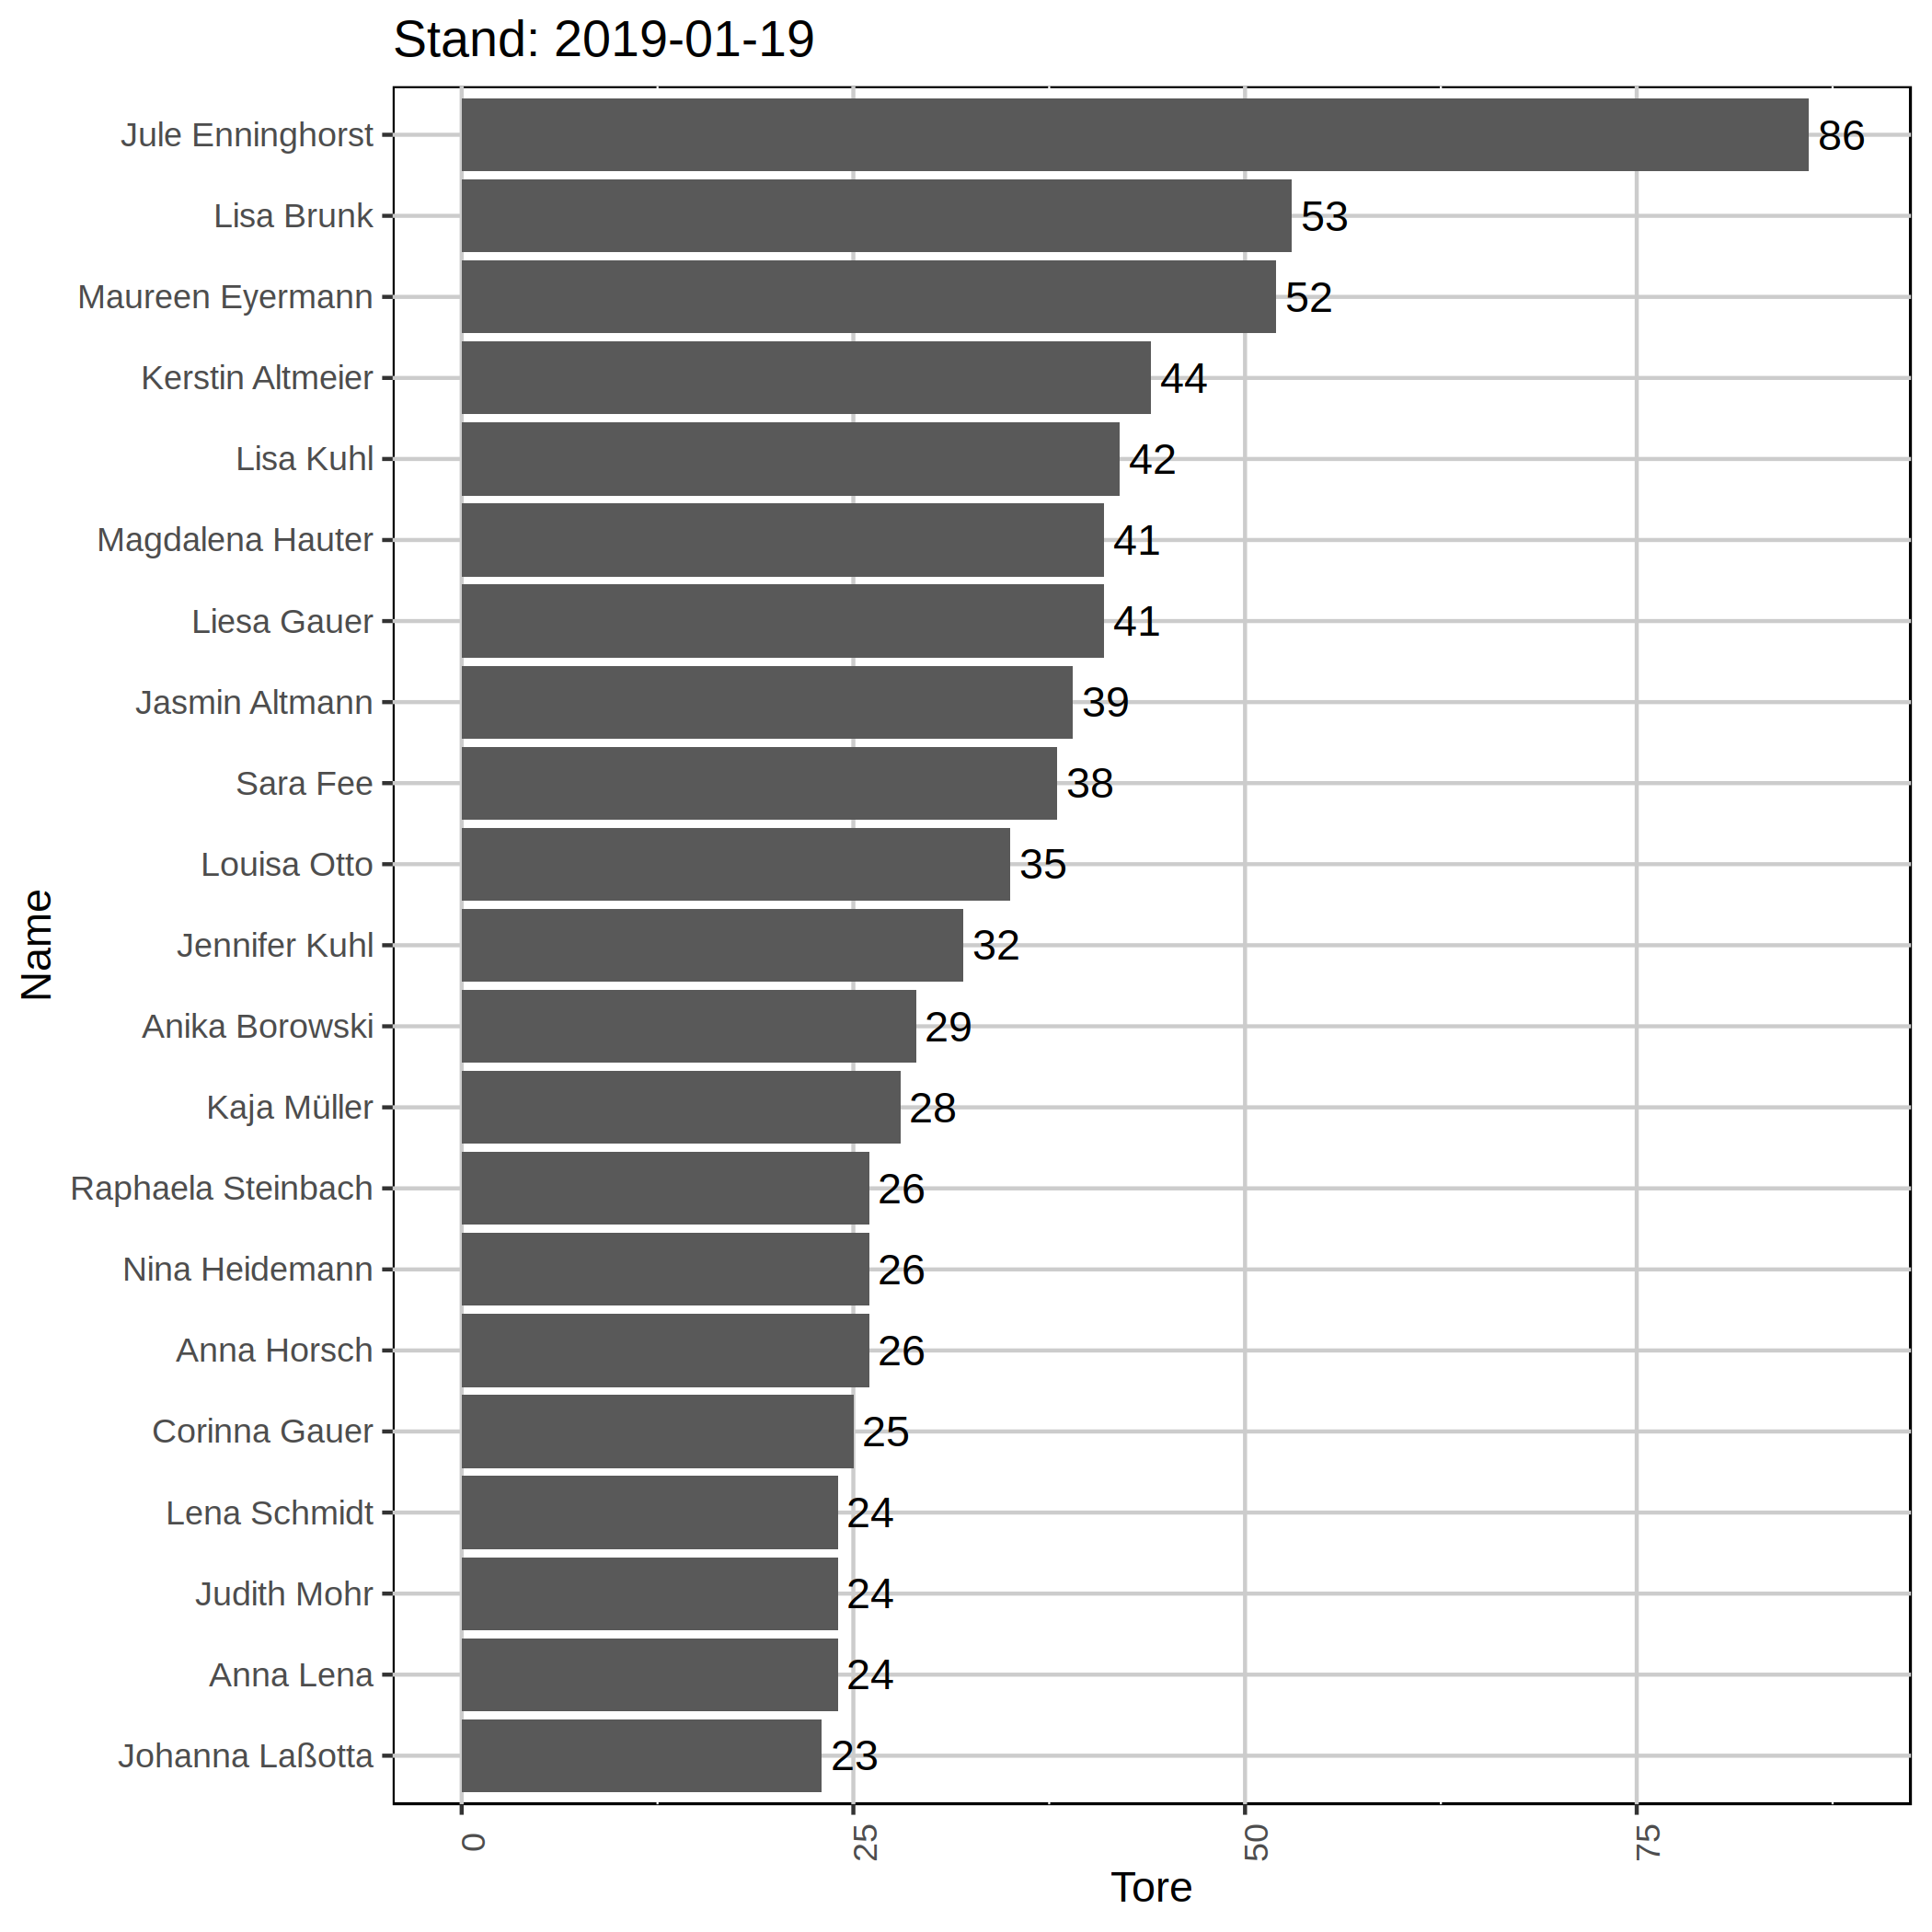 Stand: 2019-01-19
Jule Enninghorst 86
Lisa Brunk 53
Maureen Eyermann 52
Kerstin Altmeier 44
Lisa Kuhl 42
Magdalena Hauter 41
Liesa Gauer 41
Jasmin Altmann 39
Sara Fee 38
Louisa Otto 35
Jennifer Kuhl 32
Anika Borowski 29
Kaja Müller 28
Raphaela Steinbach 26
Nina Heidemann 26
Anna Horsch 26
Corinna Gauer 25
Lena Schmidt 24
Judith Mohr 24
Anna Lena 24
Johanna Laßotta 23
Name
0 25 50 75
Tore